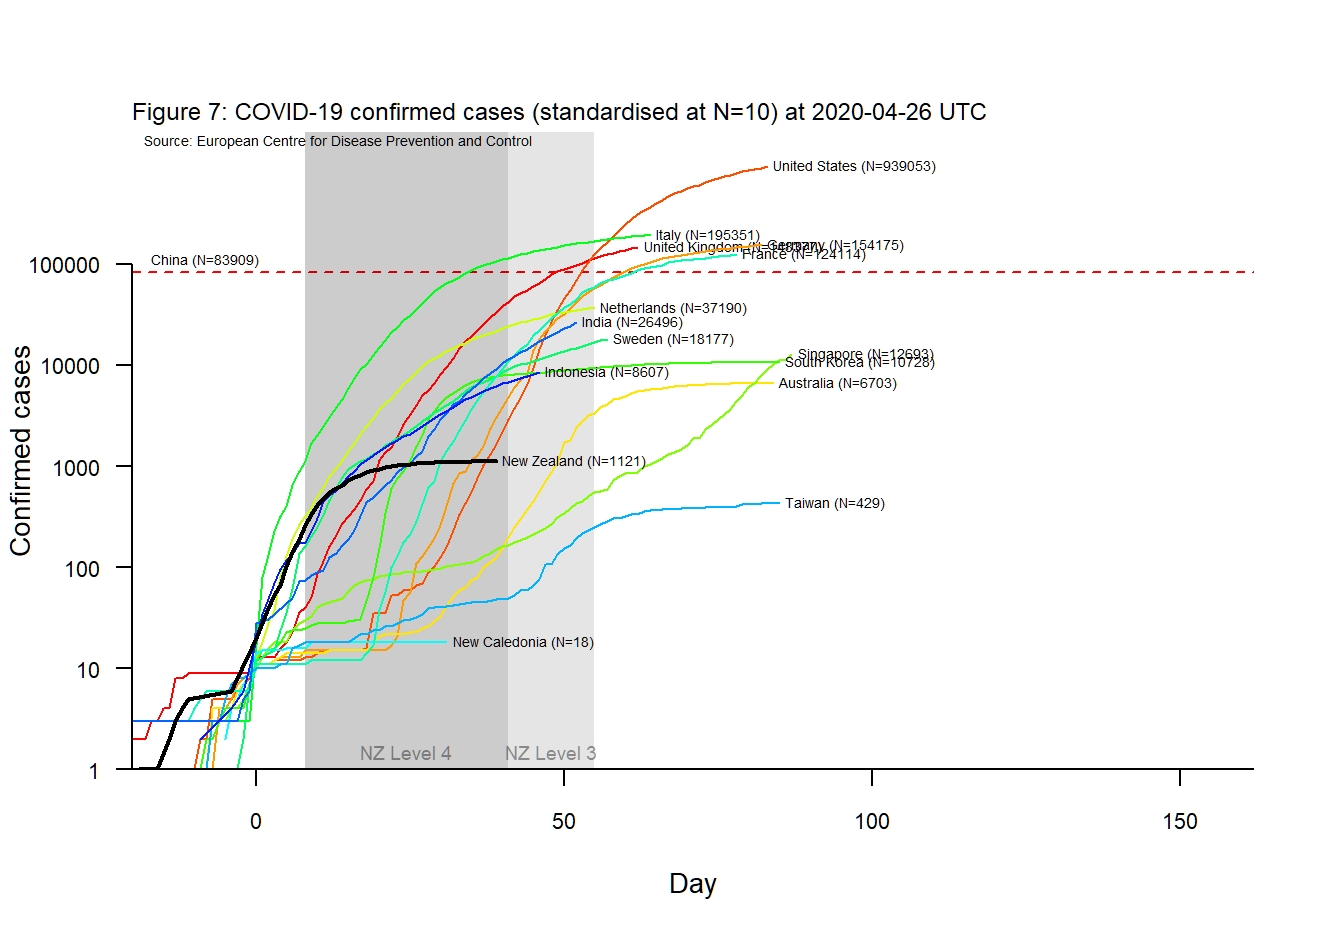 Figure 7: COVID-19 confirmed cases (standardised at N=10) at 2020-04-26 UTC
Source: European Centre for Disease Prevention and Control
United States (N=939053)
Italy (N=195351)
United Kingdom
Germany (N=154175)
France (N=124114)
China (N=83909)
100000
Netherlands (N=37190)
India (N=26496)
Sweden (N=18177)
Singapore (N=12693)
South Korea (N=10728)
10000
Indonesia (N=8607)
Australia (N=6703)
New Zealand (N=1121)
1000
Taiwan (N=429)
100
New Caledonia (N=18)
10
NZ Level 4
NZ Level 3
1
Confirmed cases
0
50
100
150
Day